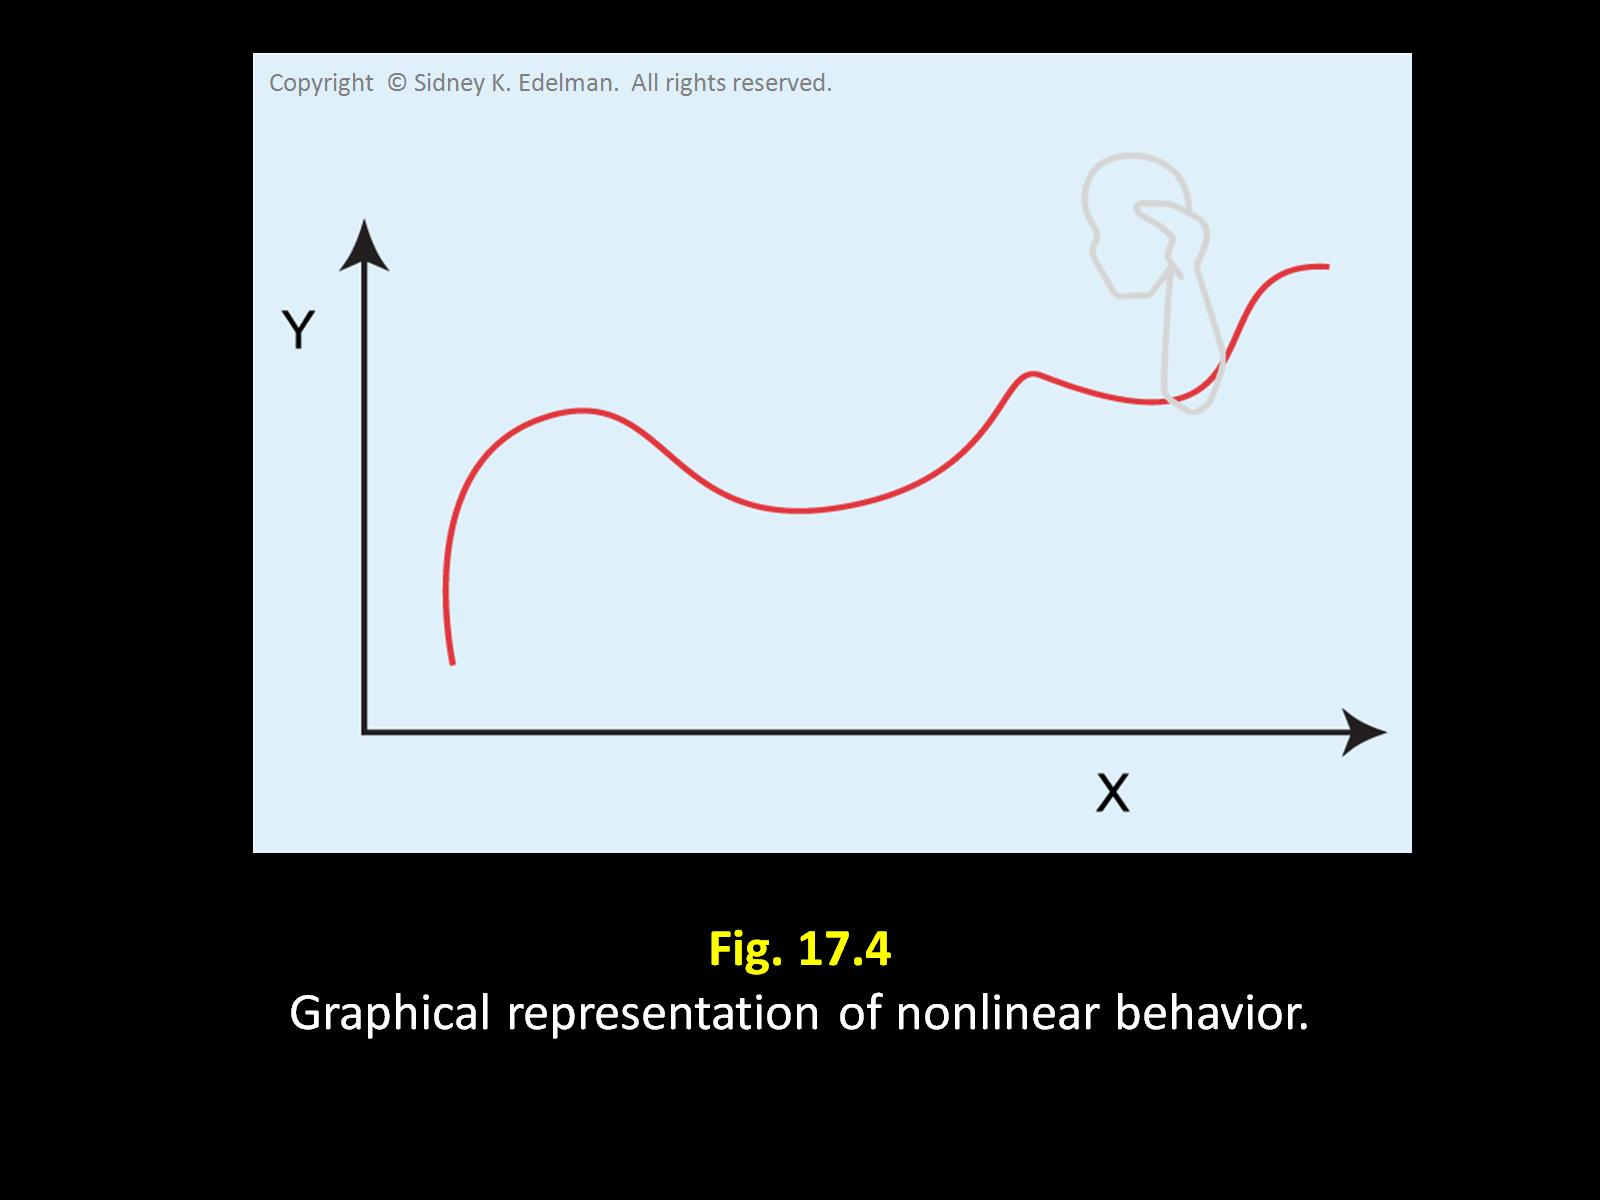 Copyright © Sidney K. Edelman. All rights reserved.
Y
X
Fig. 17.4
Graphical representation of nonlinear behavior.